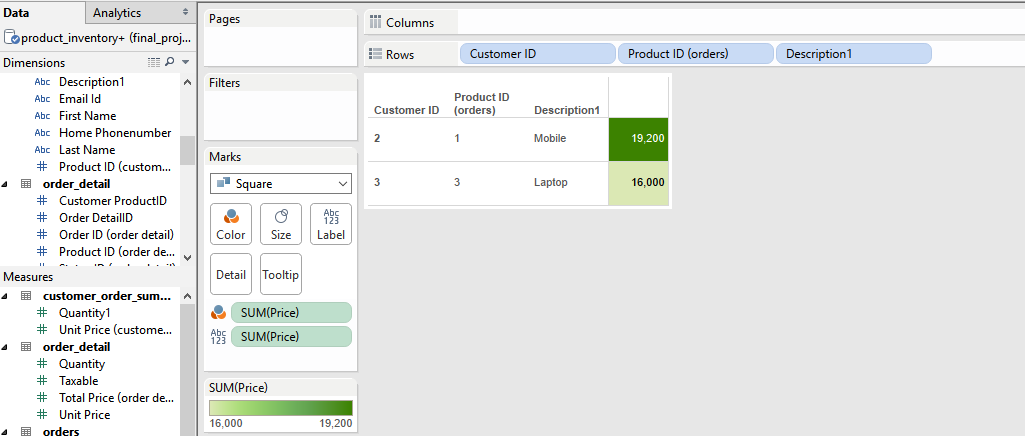 Data
Analytics
product_inventory+ (final_proj...
Dimensions
Abc Description1
Abc Email Id
Abc First Name
Abc Home Phonenumber
Abc Last Name
# Product ID (custom...
order_detail
# Customer ProductID
# Order DetailID
# Order ID (order detail)
# Product ID (order de...
Measures
customer_order_sum...
# Quantity1
# Unit Price (custome...
order_detail
# Quantity
# Taxable
# Total Price (order de...
# Unit Price
orders
Pages
Filters
Marks
Square
Color
Size
Abc
123
Label
Detail
Tooltip
SUM(Price)
Abc
123
SUM(Price)
SUM(Price)
16,000 19,200
Columns
Rows Customer ID Product ID (orders) Description1
Customer ID Product ID (orders) Description1
2 1 Mobile 19,200
3 3 Laptop 16,000